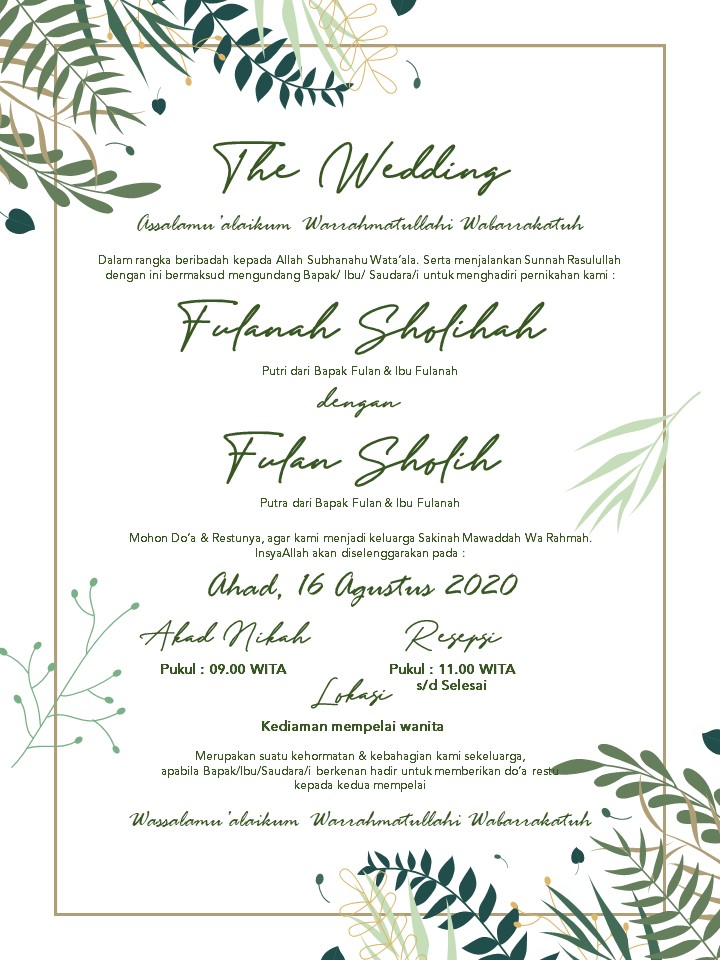 The Wedding
Assalamu'alaikum Warrahmatullahi Wabarrakatuh
Dalam rangka beribadah kepada Allah Subhanahu Wata'ala. Serta menjalankan Sunnah Rasulullah
dengan ini bermaksud mengundang Bapak/ Ibu/ Saudara/i untuk menghadiri pernikahan kami :
Fulanah Sholihah
Putri dari Bapak Fulan & Ibu Fulanah
dengan
Fulan Sholih
Putra dari Bapak Fulan & Ibu Fulanah
Mohon Do'a & Restunya, agar kami menjadi keluarga Sakinah Mawaddah Wa Rahmah.
InsyaAllah akan diselenggarakan pada :
Ahad, 16 Agustus 2020
Akad Nikah
Pukul : 09.00 WITA
Resepsi
Pukul : 11.00 WITA
s/d Selesai
Lokasi
Kediaman mempelai wanita
Merupakan suatu kehormatan & kebahagian kami sekeluarga,
apabila Bapak/Ibu/Saudara/i berkenan hadir untuk memberikan do'a restu
kepada kedua mempelai
Wassalamu'alaikum Warrahmatullahi Wabarrakatuh